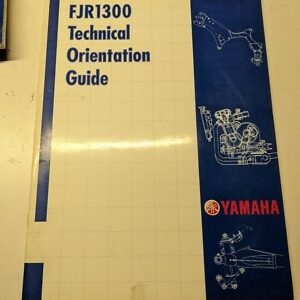 FJR1300
Technical
Orientation
Guide
YAMAHA